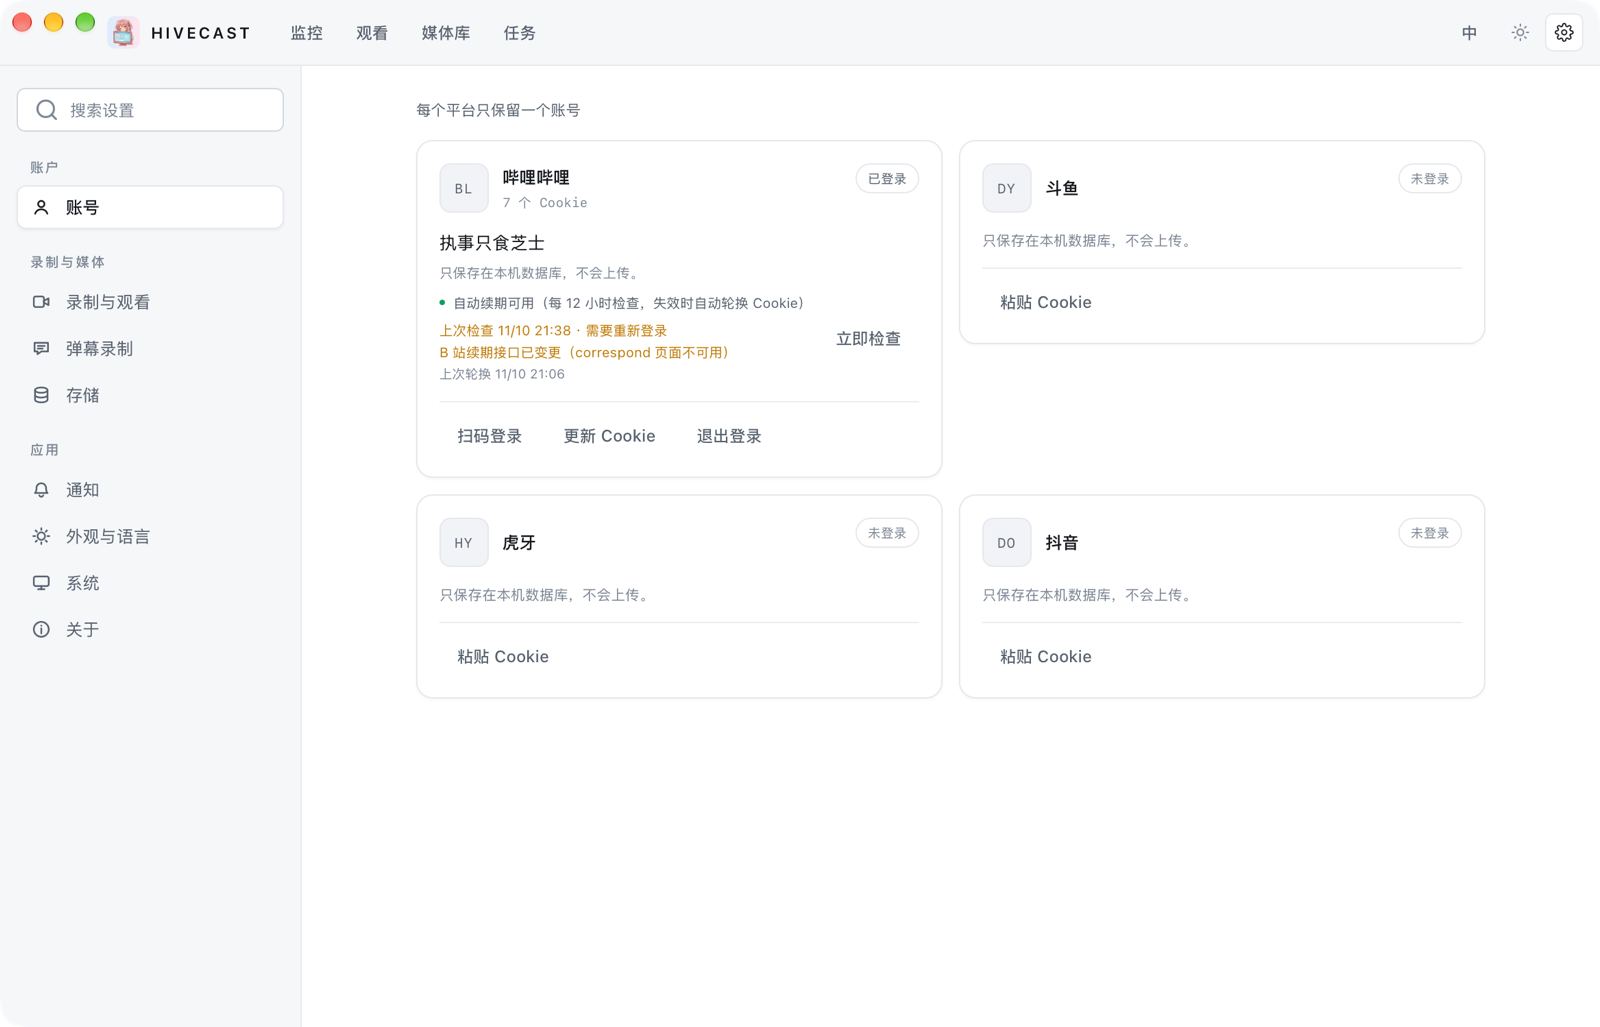 HIVECAST
监控
观看
媒体库
任务
中
搜索设置
账户
账号
录制与媒体
录制与观看
弹幕录制
存储
应用
通知
外观与语言
系统
关于
每个平台只保留一个账号
BL
哔哩哔哩
7 个 Cookie
已登录
执事只食芝士
只保存在本机数据库，不会上传。
自动续期可用（每 12 小时检查，失效时自动轮换 Cookie）
上次检查 11/10 21:38 · 需要重新登录
B 站续期接口已变更（correspond 页面不可用）
上次轮换 11/10 21:06
立即检查
扫码登录
更新 Cookie
退出登录
DY
斗鱼
未登录
只保存在本机数据库，不会上传。
粘贴 Cookie
HY
虎牙
未登录
只保存在本机数据库，不会上传。
粘贴 Cookie
DO
抖音
未登录
只保存在本机数据库，不会上传。
粘贴 Cookie